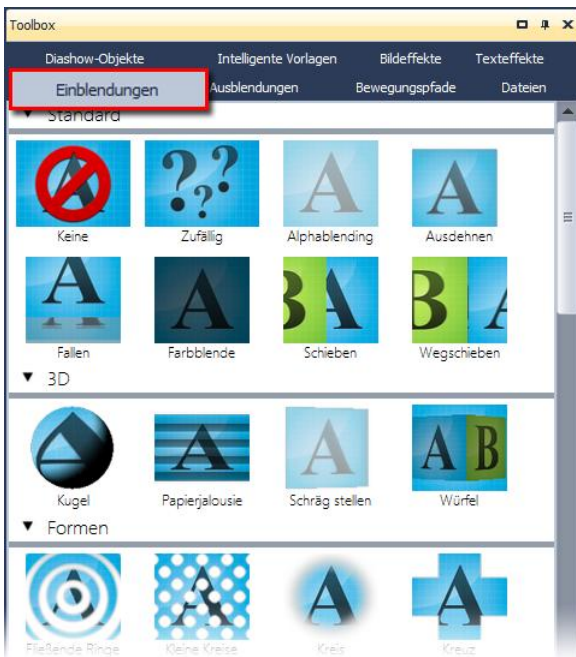 Toolbox
Diashow-Objekte Intelligente Vorlagen Bildeffekte Texteffekte
Einblendungen Ausblendungen Bewegungspfade Dateien
Standard
A ? ? ? A A
Keine Zufällig Alphablending Ausdehnen
A A B A B A
Fallen Farbblende Schieben Wegschieben
3D
A A A A B
Kugel Papierjalousie Schräg stellen Würfel
Formen
A A A A
Fließende Ringe Kleine Kreise Kreis Kreuz